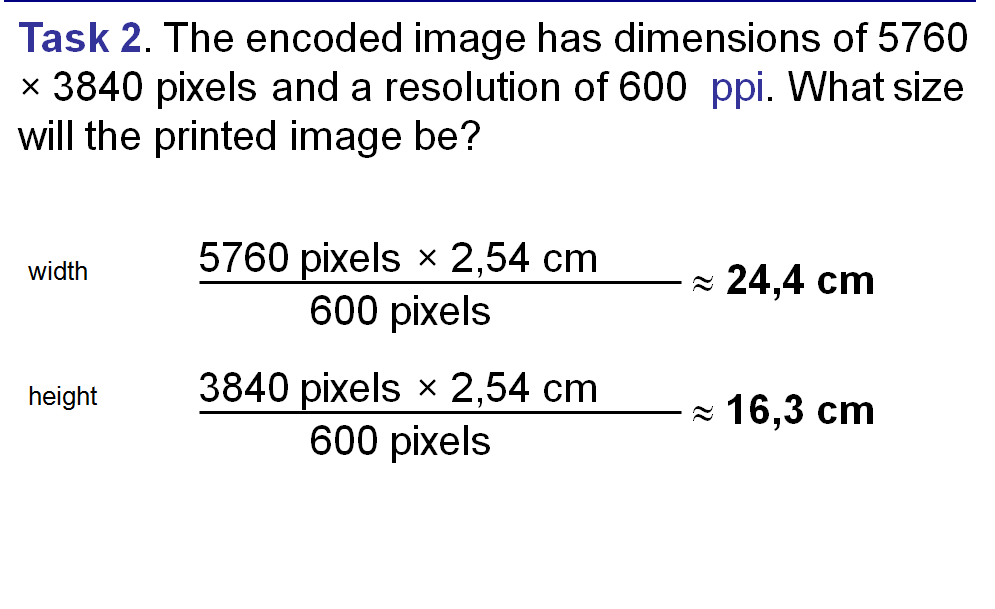 Task 2. The encoded image has dimensions of 5760
× 3840 pixels and a resolution of 600 ppi. What size
will the printed image be?
width
5760 pixels × 2,54 cm
600 pixels
≈ 24,4 cm
height
3840 pixels × 2,54 cm
600 pixels
≈ 16,3 cm